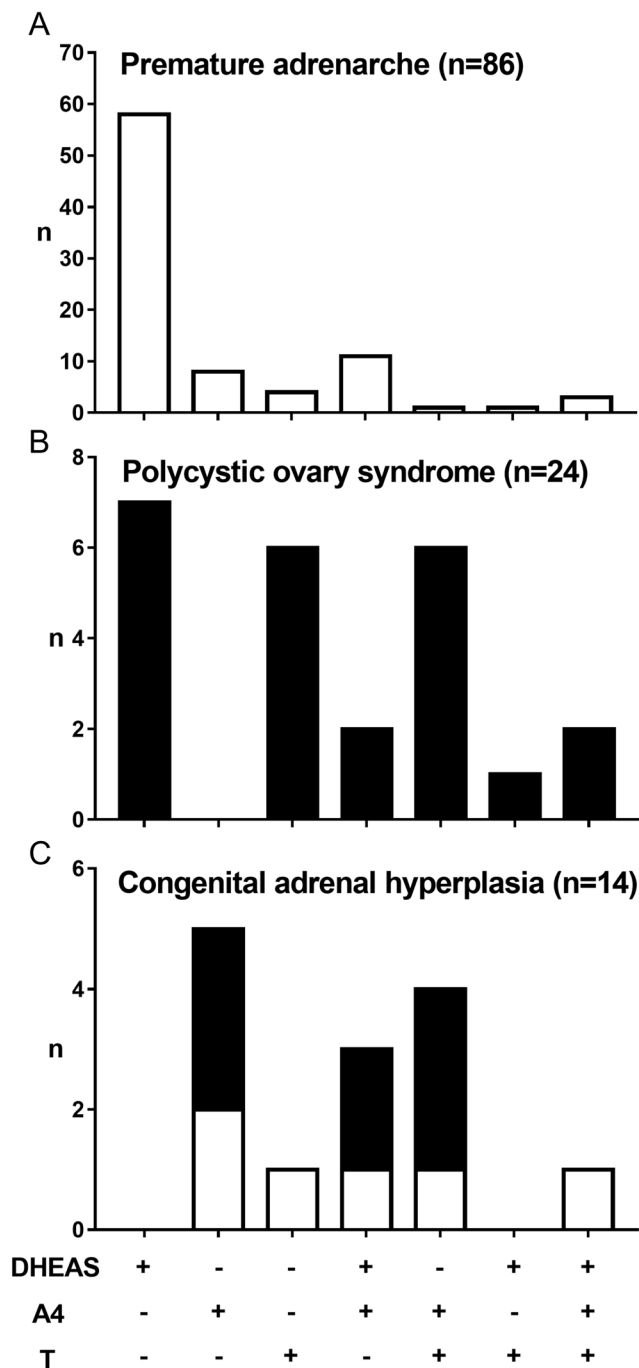 A
Premature adrenarche (n=86)
70
60
50
40
30
20
10
0
n
B
Polycystic ovary syndrome (n=24)
8
6
4
2
0
n
C
Congenital adrenal hyperplasia (n=14)
6
4
2
0
n
DHEAS + - - + - + +
A4 - + - + + - +
T - - + - + + +